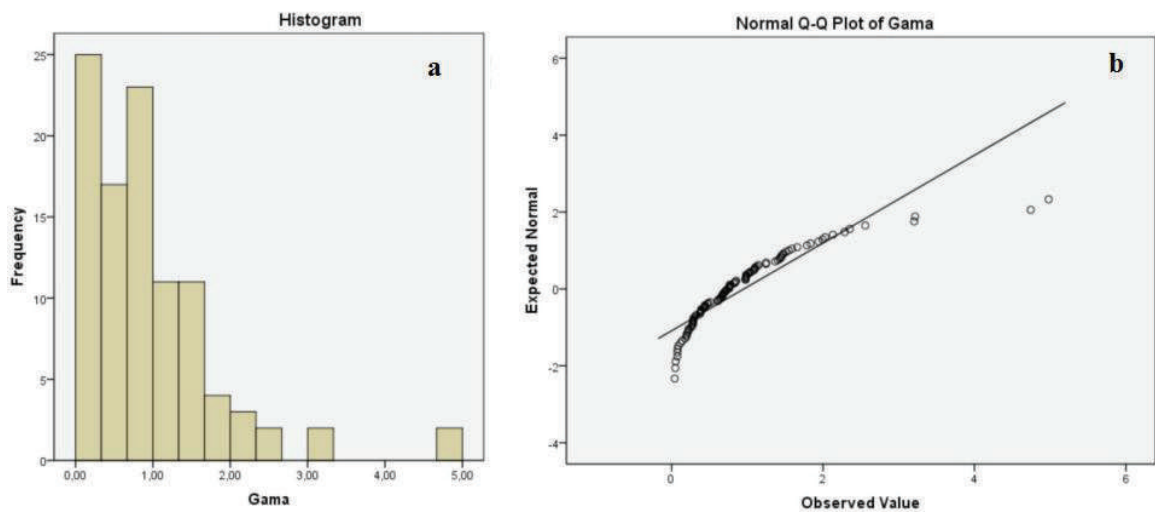 Histogram
a
Frequency
25
20
15
10
5
0
0,00 1,00 2,00 3,00 4,00 5,00
Gama
Normal Q-Q Plot of Gama
b
Expected Normal
6
4
2
0
-2
-4
0 2 4 6
Observed Value